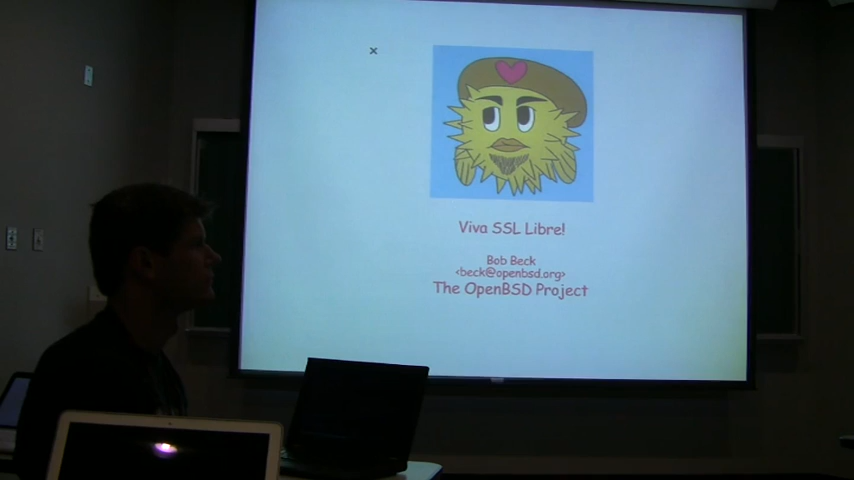 Viva SSL Libre!
Bob Beck
<beck@openbsd.org>
The OpenBSD Project